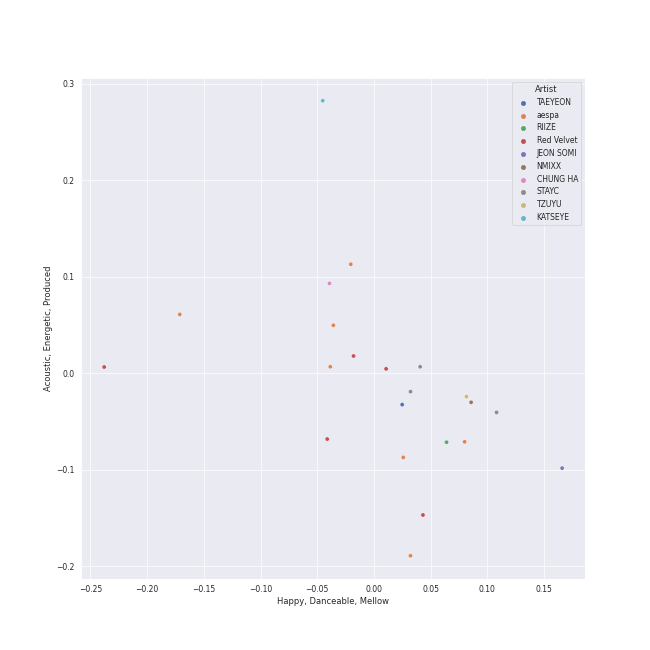 Artist
TAEYEON
aespa
RIIZE
Red Velvet
JEON SOMI
NMIXX
CHUNG HA
STAYC
TZUYU
KATSEYE
0.3
0.2
0.1
0.0
−0.1
−0.2
Acoustic, Energetic, Produced
−0.25 −0.20 −0.15 −0.10 −0.05 0.00 0.05 0.10 0.15
Happy, Danceable, Mellow